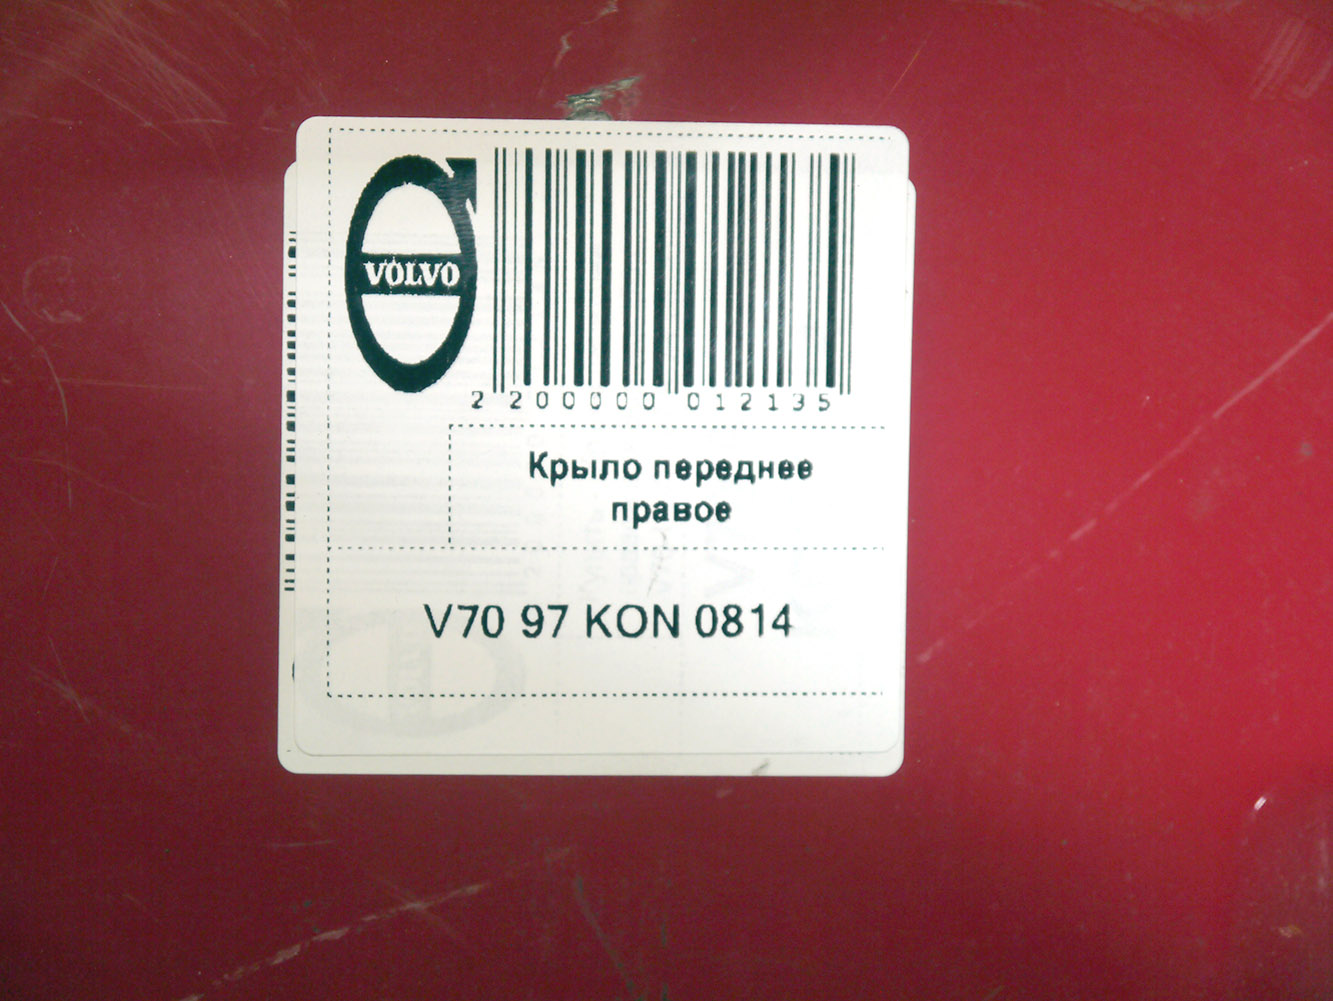 VOLVO
2 200000 012135
Крыло переднее
правое
V70 97 KON 0814